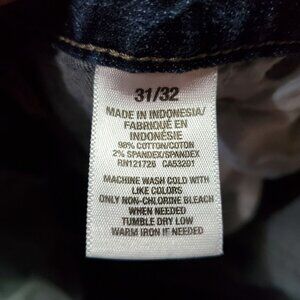 31/32
MADE IN INDONESIA/
FABRIQUÉ EN
INDONÉSIE
98% COTTON/COTON
2% SPANDEX/SPANDEX
RN121726 CA53201
MACHINE WASH COLD WITH
LIKE COLORS
ONLY NON-CHLORINE BLEACH
WHEN NEEDED
TUMBLE DRY LOW
WARM IRON IF NEEDED